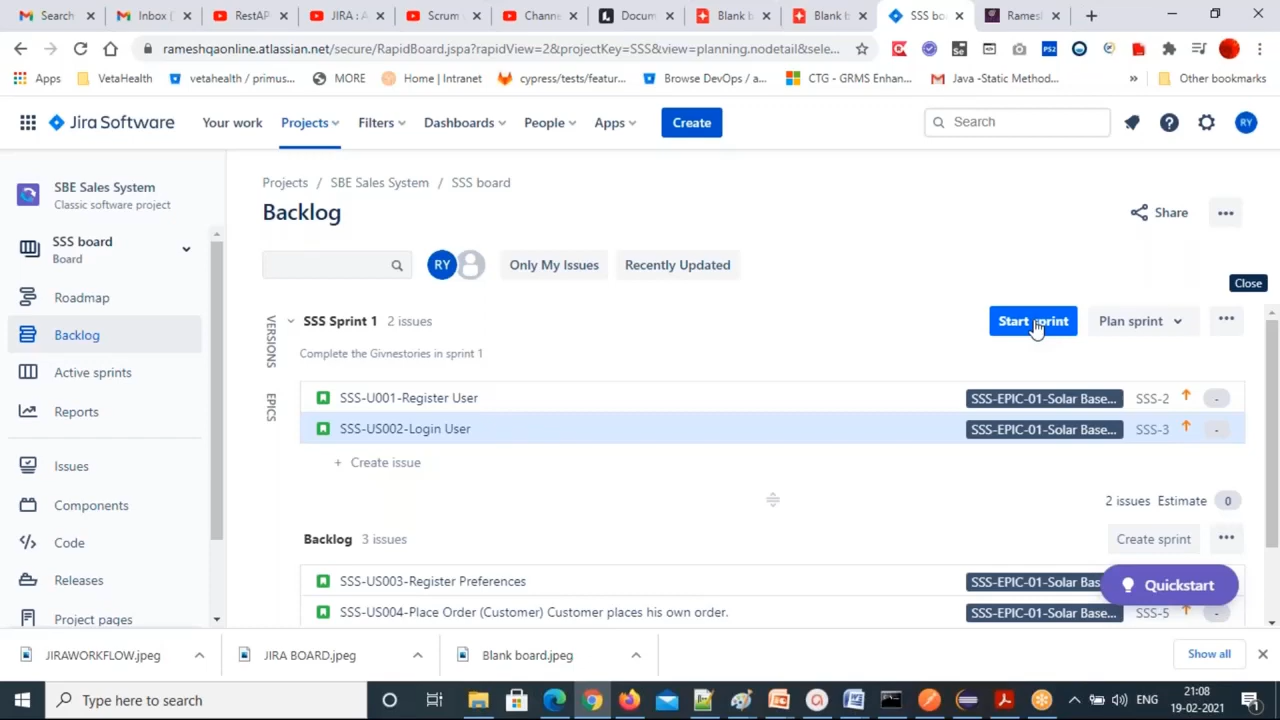 Search
Inbox (
RestAP
JIRA : A
Scrum
Channe
Docum
Blank b
Blank b
SSS bo
Ramesl
rameshqaonline.atlassian.net/secure/RapidBoard.jspa?rapidView=2&projectKey=SSS&view=planning.nodetail&sele...
Apps
VetaHealth
vetahealth / primus...
MORE
Home | Intranet
cypress/tests/featur...
Browse DevOps / a...
CTG - GRMS Enhan...
Java -Static Method...
»
Other bookmarks
Jira Software
Your work
Projects
Filters
Dashboards
People
Apps
Create
Search
RY
SBE Sales System
Classic software project
SSS board
Board
Roadmap
Backlog
Active sprints
Reports
Issues
Components
Code
Releases
Project pages
Projects / SBE Sales System / SSS board
Backlog
Share
RY
Only My Issues
Recently Updated
Close
VERSIONS
EPICS
SSS Sprint 1 2 issues
Start sprint
Plan sprint
Complete the Givnestories in sprint 1
SSS-U001-Register User SSS-EPIC-01-Solar Base... SSS-2 -
SSS-US002-Login User SSS-EPIC-01-Solar Base... SSS-3 -
+ Create issue
2 issues Estimate 0
Backlog 3 issues
Create sprint
SSS-US003-Register Preferences SSS-EPIC-01-Solar Bas
Quickstart
SSS-US004-Place Order (Customer) Customer places his own order. SSS-EPIC-01-Solar Base... SSS-5 -
JIRAWORKFLOW.jpeg
JIRA BOARD.jpeg
Blank board.jpeg
Show all
Type here to search
ENG
21:08
19-02-2021